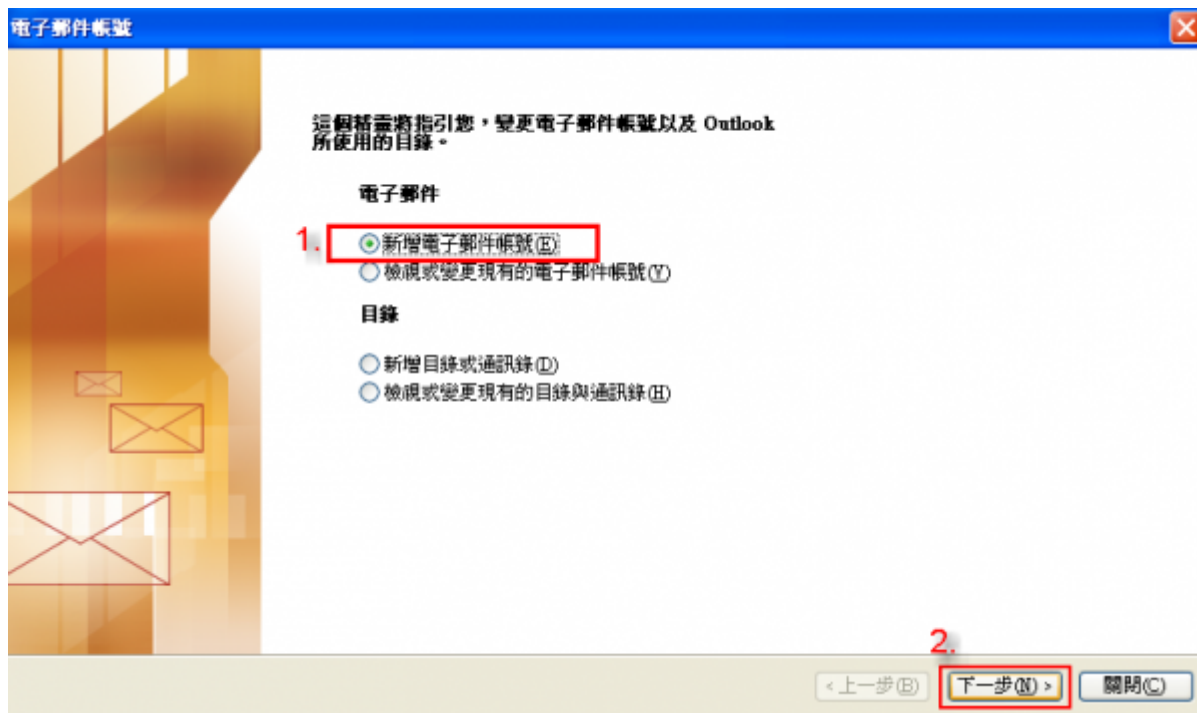 電子郵件帳號
這個精靈將指引您，變更電子郵件帳號以及 Outlook
所使用的目錄。
電子郵件
1.
新增電子郵件帳號(E)
檢視或變更現有的電子郵件帳號(Y)
目錄
新增目錄或通訊錄(D)
檢視或變更現有的目錄與通訊錄(H)
2.
<上一步(B) 下一步(N) > 關閉(C)